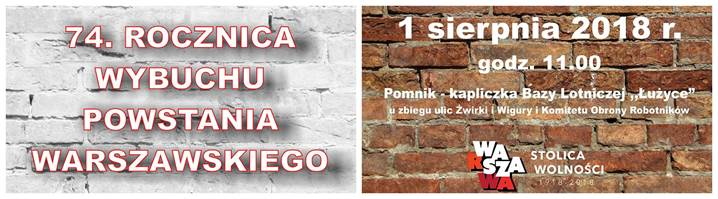 74. ROCZNICA
WYBUCHU
POWSTANIA
WARSZAWSKIEGO
1 sierpnia 2018 r.
godz. 11.00
Pomnik - kapliczka Bazy Lotniczej „Łużyce”
u zbiegu ulic Żwirki i Wigury i Komitetu Obrony Robotników
WA
RSZA
WA
STOLICA
WOLNOŚCI
1918-2018